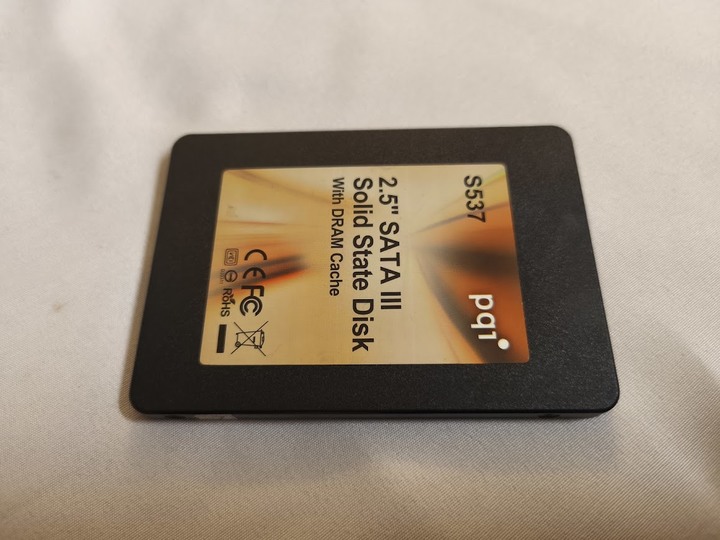 S537
pqi
2.5" SATA III
Solid State Disk
With DRAM Cache
CE FC
RoHS